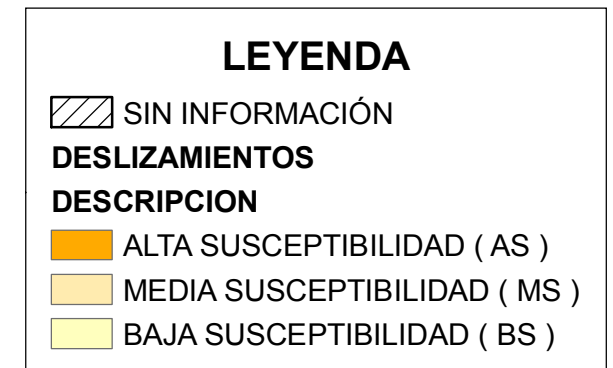 LEYENDA
SIN INFORMACIÓN
DESLIZAMIENTOS
DESCRIPCION
ALTA SUSCEPTIBILIDAD ( AS )
MEDIA SUSCEPTIBILIDAD ( MS )
BAJA SUSCEPTIBILIDAD ( BS )